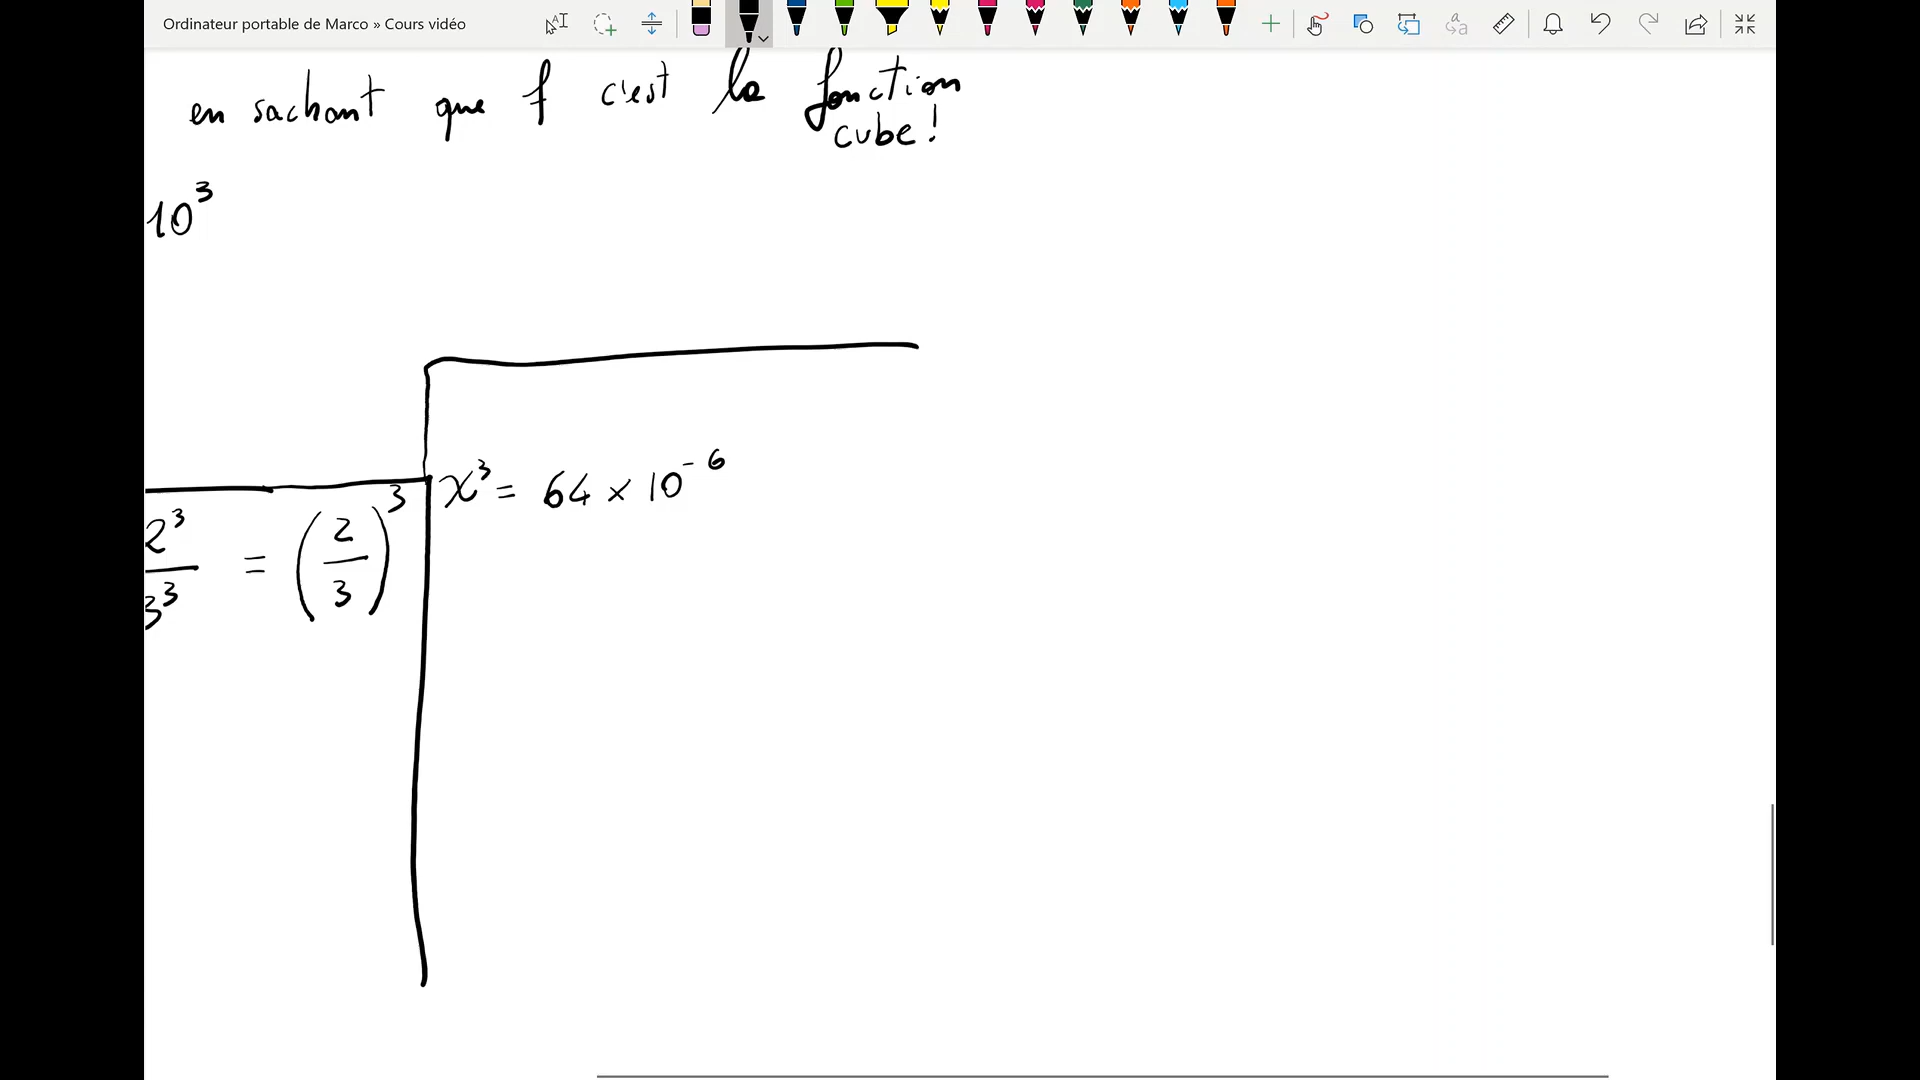 Ordinateur portable de Marco » Cours vidéo
en sachant que f c'est la fonction
cube !
10³
x³ = 64 × 10⁻⁶
2³/3³ = (2/3)³